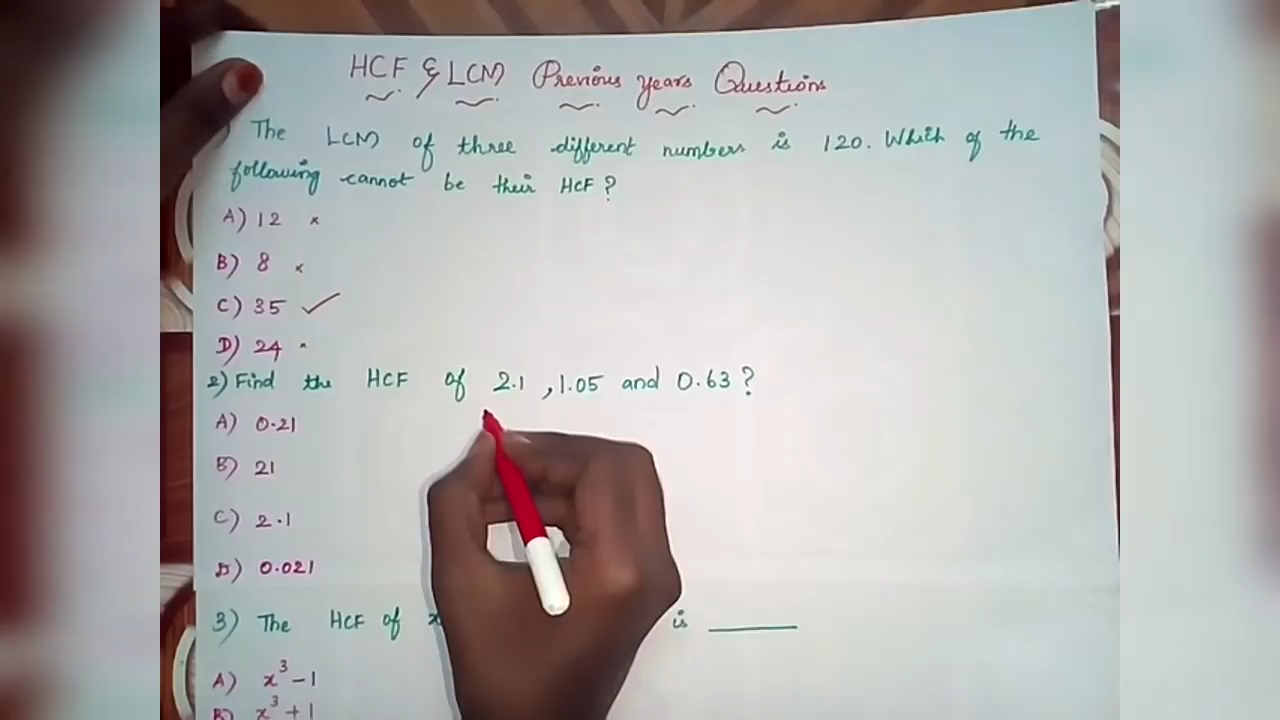 HCF & LCM Previous years Questions
) The LCM of three different numbers is 120. Which of the
following cannot be their HCF?
A) 12 ×
B) 8 ×
C) 35 ✓
D) 24 ×
2) Find the HCF of 2.1 , 1.05 and 0.63 ?
A) 0.21
B) 21
C) 2.1
D) 0.021
3) The HCF of x is ______
A) x³ - 1
B) x³ + 1